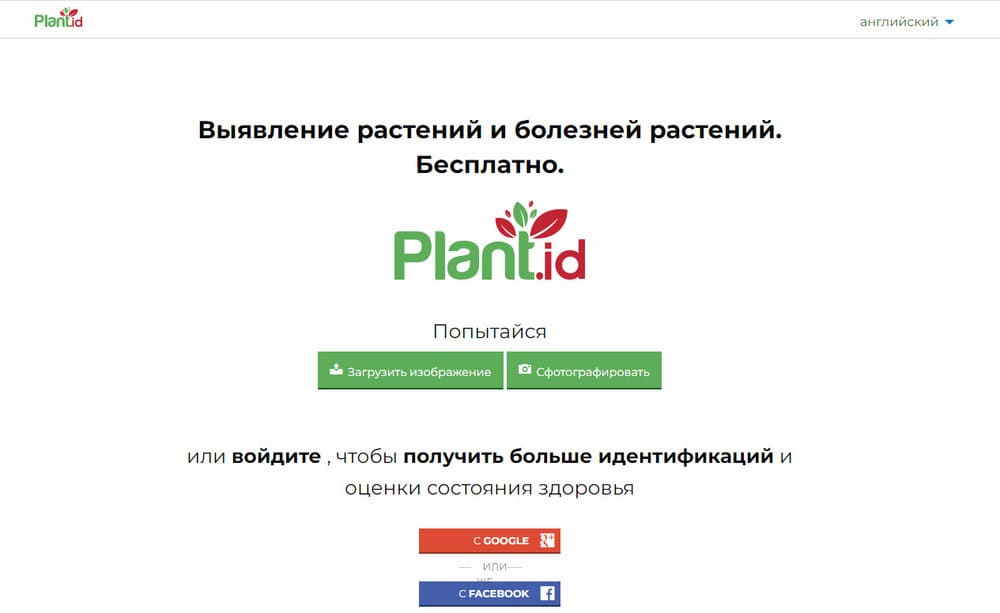 Plant.id
английский
Выявление растений и болезней растений.
Бесплатно.
Plant.id
Попытайся
Загрузить изображение
Сфотографировать
или войдите , чтобы получить больше идентификаций и
оценки состояния здоровья
С GOOGLE
— ИЛИ—
ЖЕ
С FACEBOOK